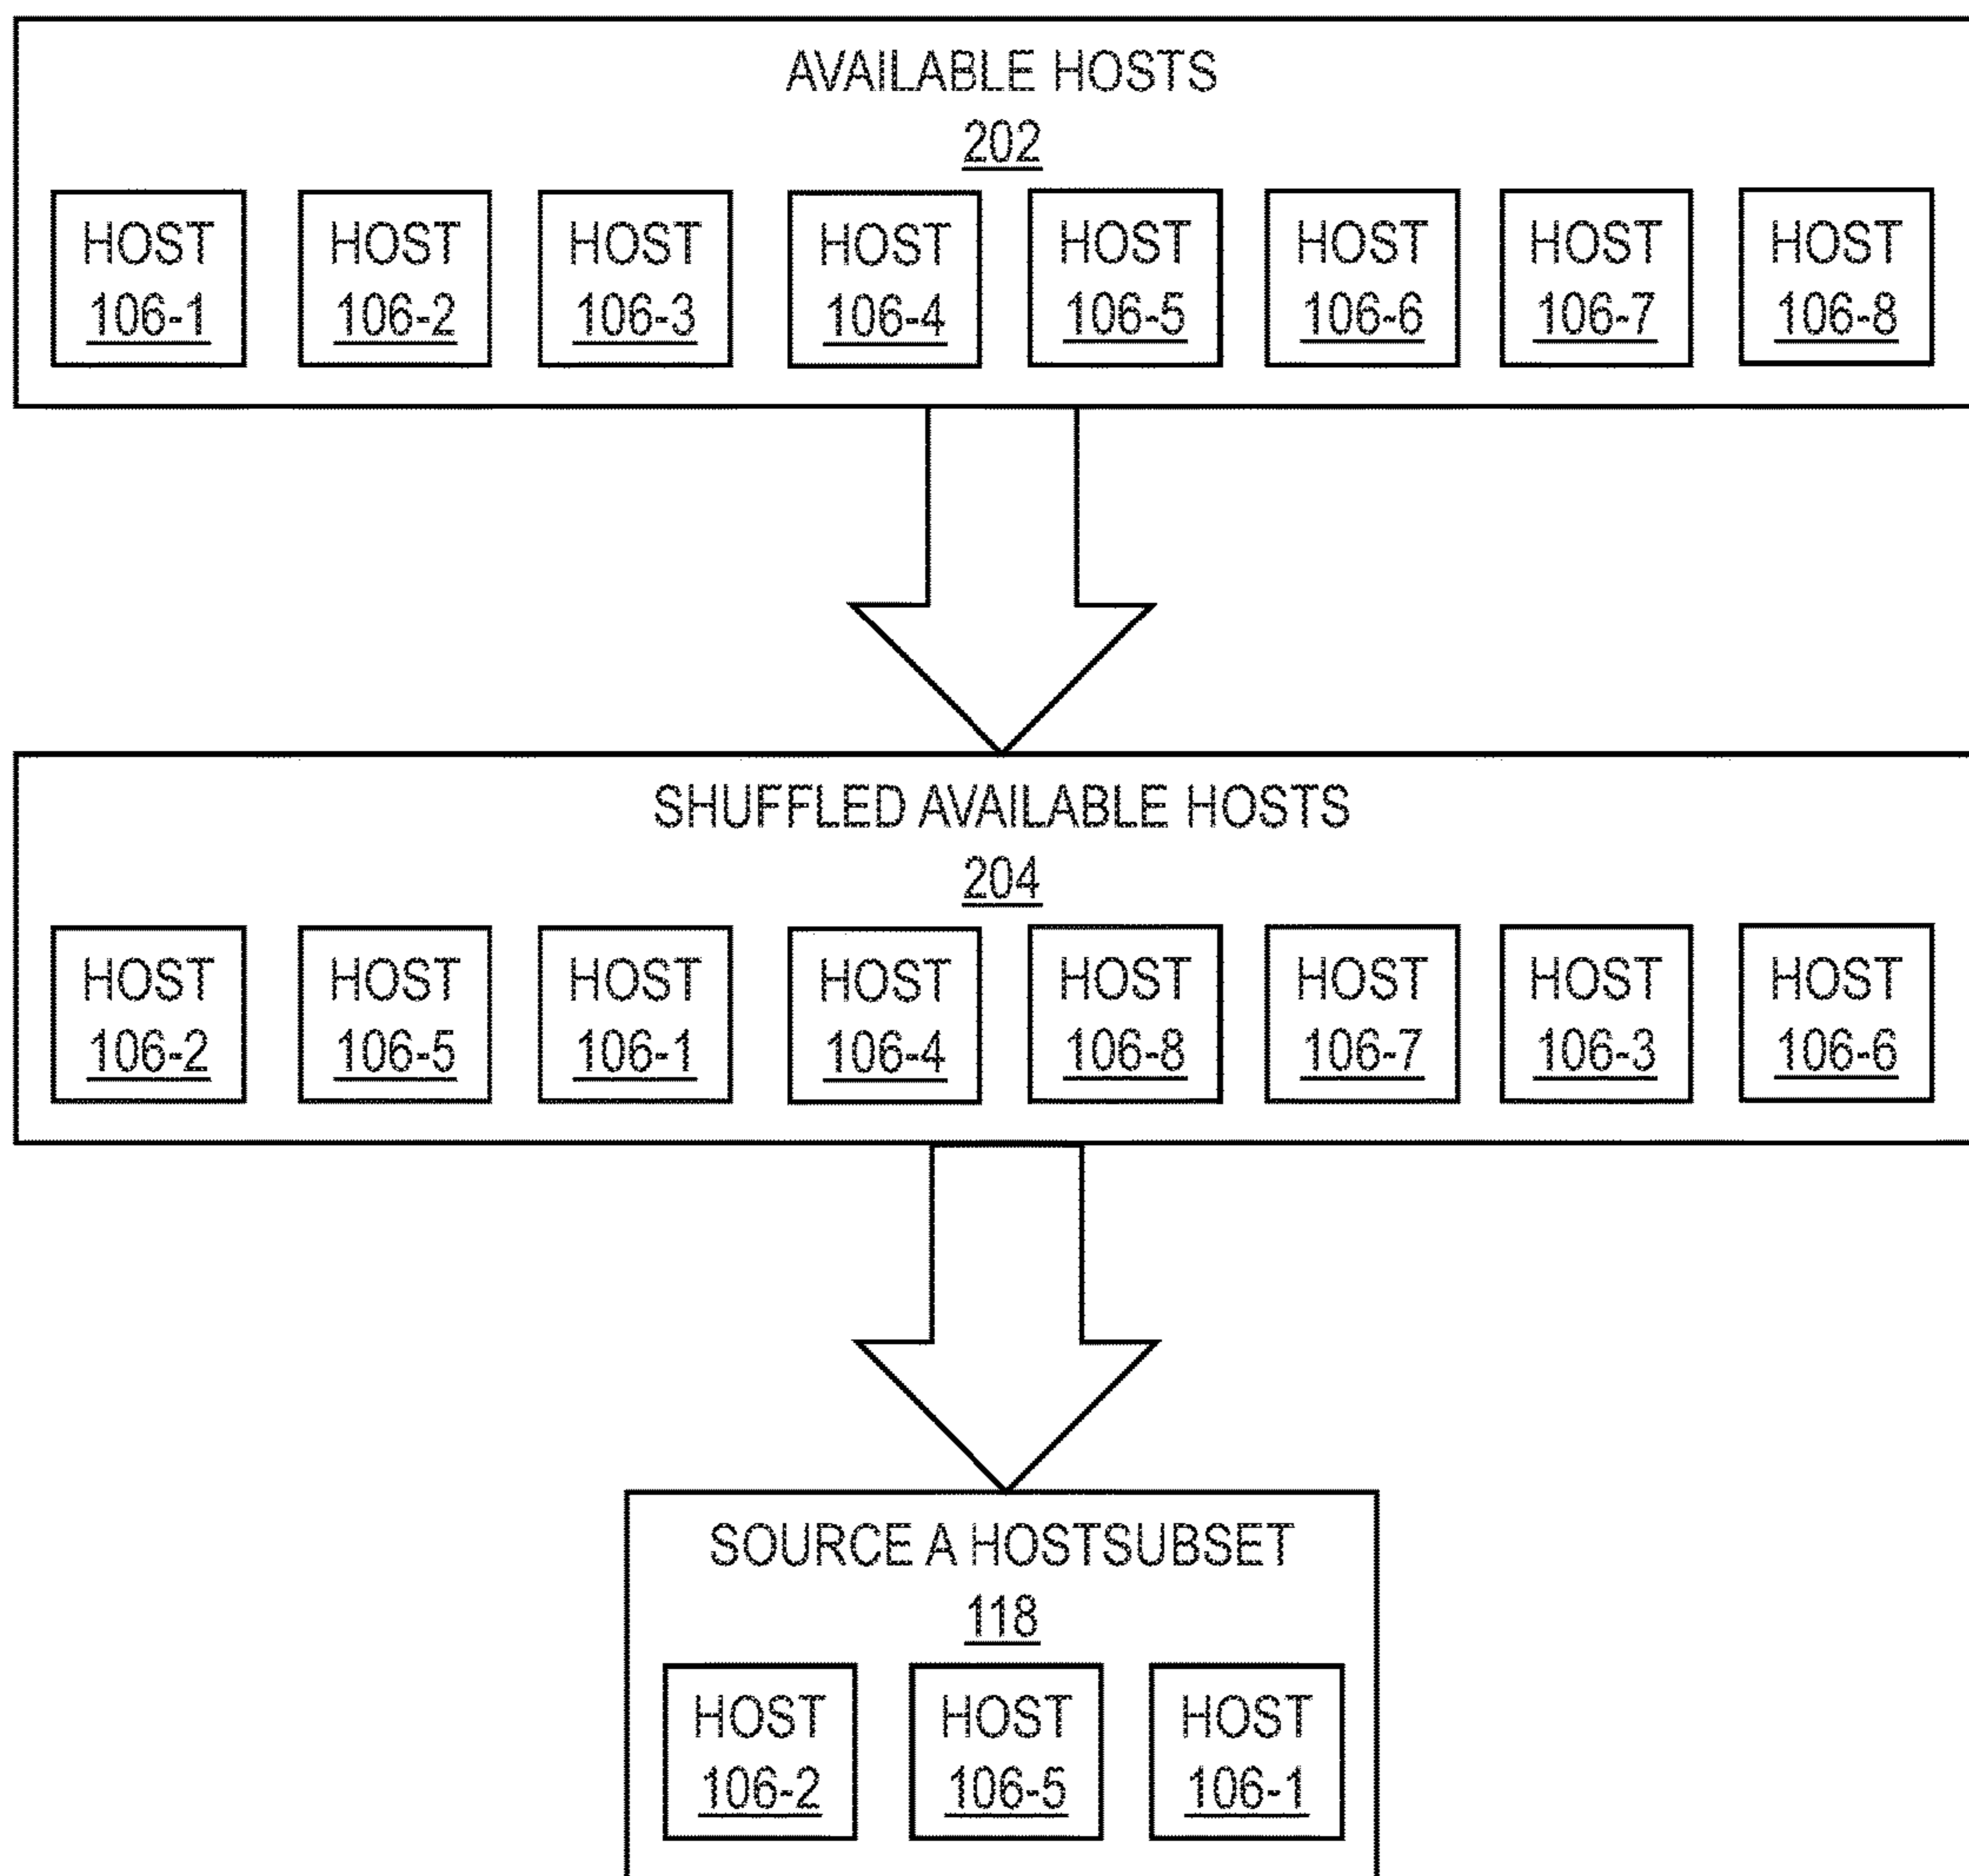 AVAILABLE HOSTS
202
HOST HOST HOST HOST HOST HOST HOST HOST
106-1 106-2 106-3 106-4 106-5 106-6 106-7 106-8
SHUFFLED AVAILABLE HOSTS
204
HOST HOST HOST HOST HOST HOST HOST HOST
106-2 106-5 106-1 106-4 106-8 106-7 106-3 106-6
SOURCE A HOSTSUBSET
118
HOST HOST HOST
106-2 106-5 106-1